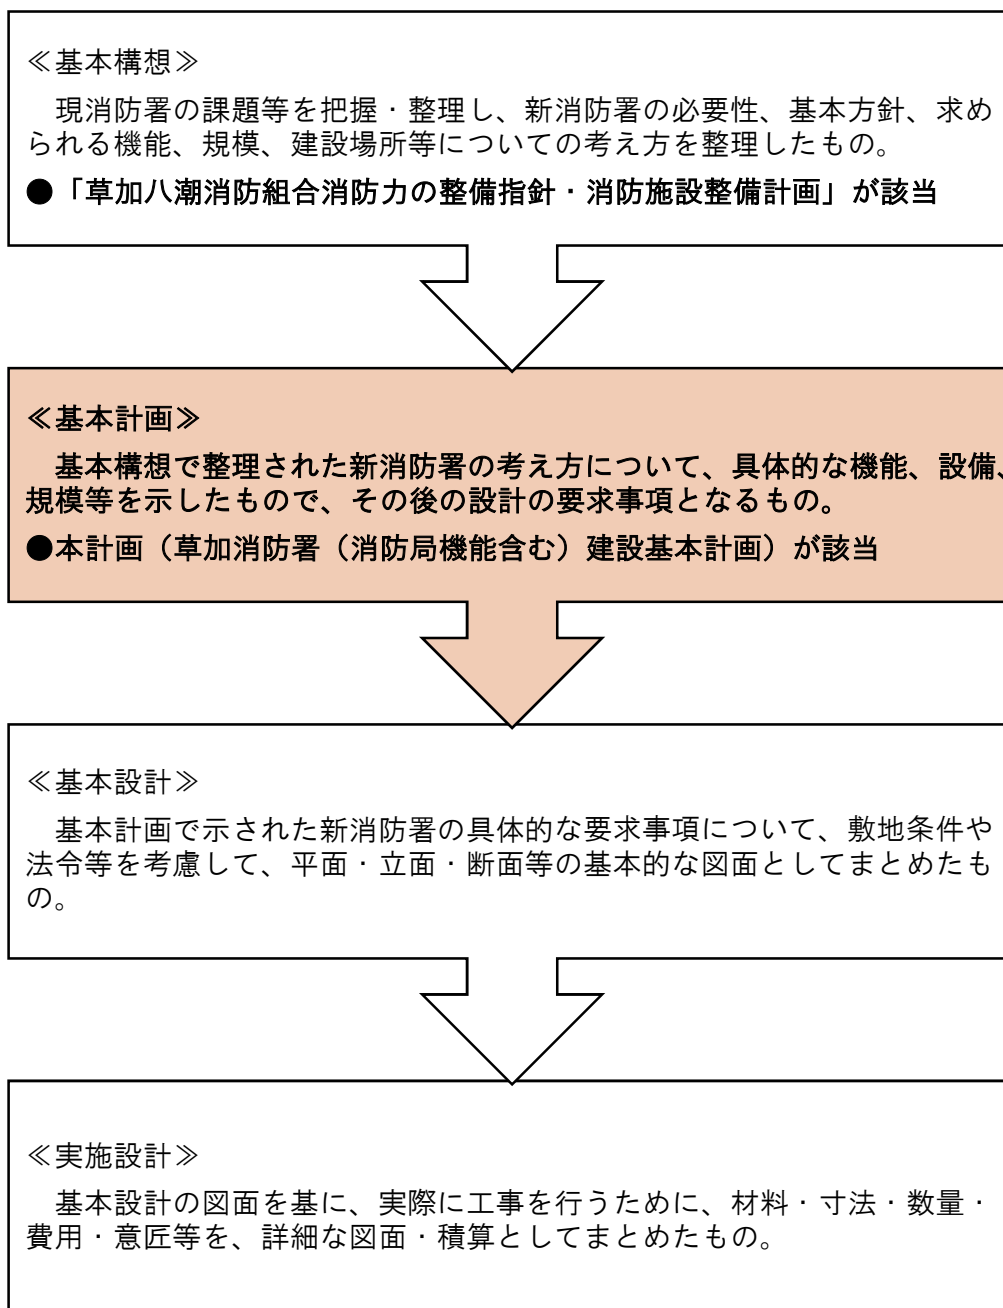 ≪基本構想≫
　現消防署の課題等を把握・整理し、新消防署の必要性、基本方針、求め
られる機能、規模、建設場所等についての考え方を整理したもの。
●「草加八潮消防組合消防力の整備指針・消防施設整備計画」が該当
≪基本計画≫
　基本構想で整理された新消防署の考え方について、具体的な機能、設備、
規模等を示したもので、その後の設計の要求事項となるもの。
●本計画（草加消防署（消防局機能含む）建設基本計画）が該当
≪基本設計≫
　基本計画で示された新消防署の具体的な要求事項について、敷地条件や
法令等を考慮して、平面・立面・断面等の基本的な図面としてまとめたも
の。
≪実施設計≫
　基本設計の図面を基に、実際に工事を行うために、材料・寸法・数量・
費用・意匠等を、詳細な図面・積算としてまとめたもの。